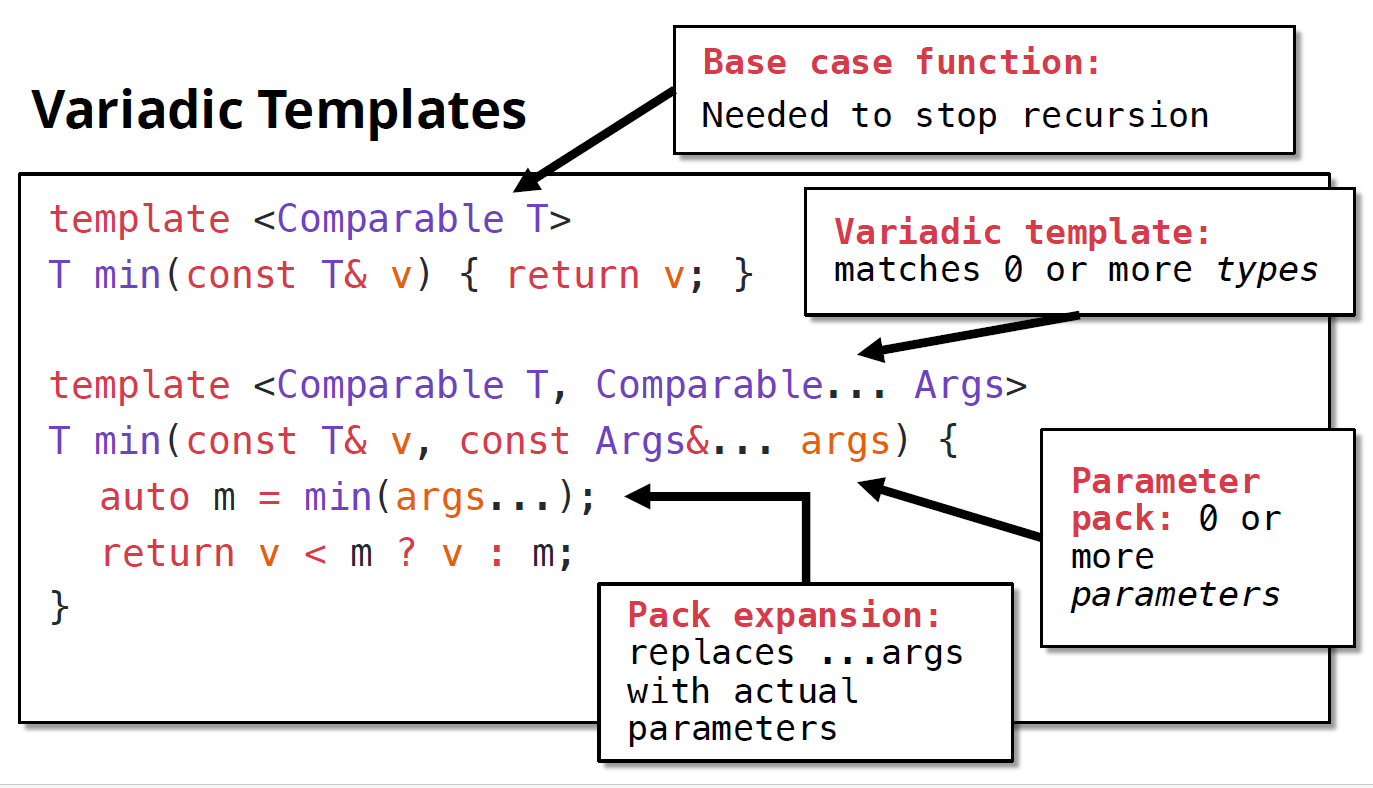 Base case function:
Needed to stop recursion
Variadic Templates
template <Comparable T>
T min(const T& v) { return v; }
Variadic template:
matches 0 or more types
template <Comparable T, Comparable... Args>
T min(const T& v, const Args&... args) {
auto m = min(args...);
return v < m ? v : m;
}
Parameter
pack: 0 or
more
parameters
Pack expansion:
replaces ...args
with actual
parameters